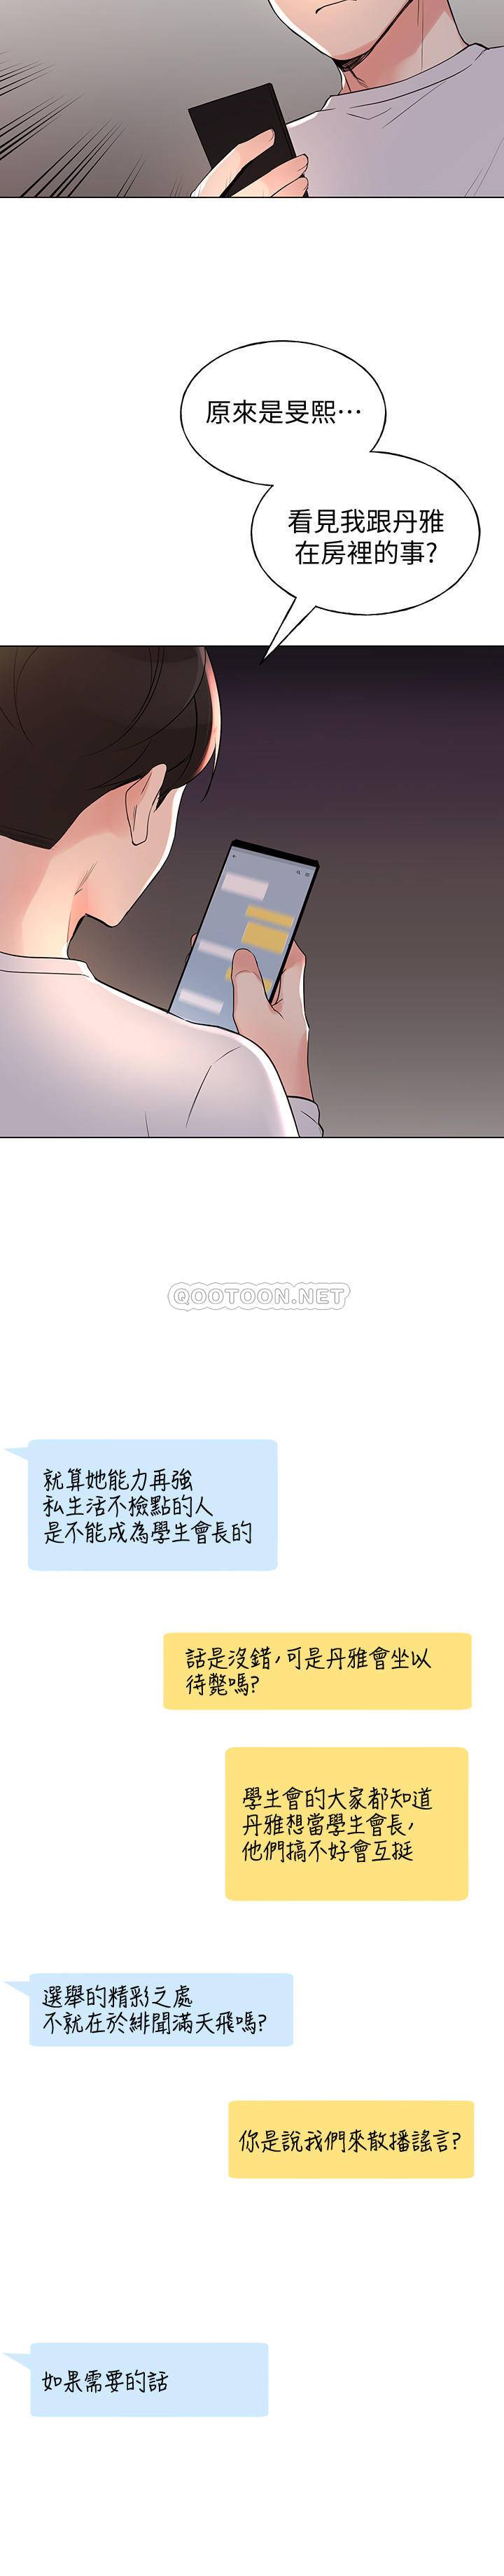 原來是旻熙⋯
看見我跟丹雅
在房裡的事?
QOOTOON.NET
就算她能力再強
私生活不檢點的人
是不能成為學生會長的
話是沒錯,可是丹雅會坐以
待斃嗎?
學生會的大家都知道
丹雅想當學生會長,
他們搞不好會互挺
選舉的精彩之處
不就在於緋聞滿天飛嗎?
你是說我們來散播謠言?
如果需要的話